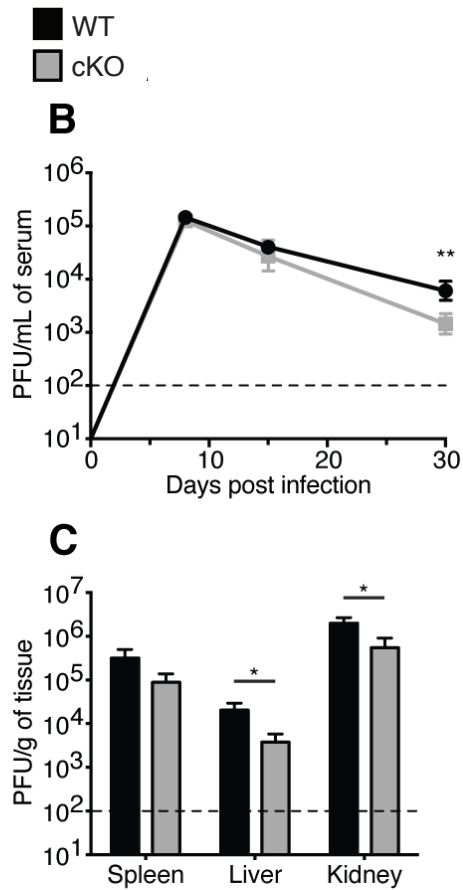 WT
cKO
B
PFU/mL of serum
10⁶
10⁵
10⁴
10³
10²
10¹
**
0 10 20 30
Days post infection
C
PFU/g of tissue
10⁷
10⁶
10⁵
10⁴
10³
10²
10¹
*
*
Spleen Liver Kidney